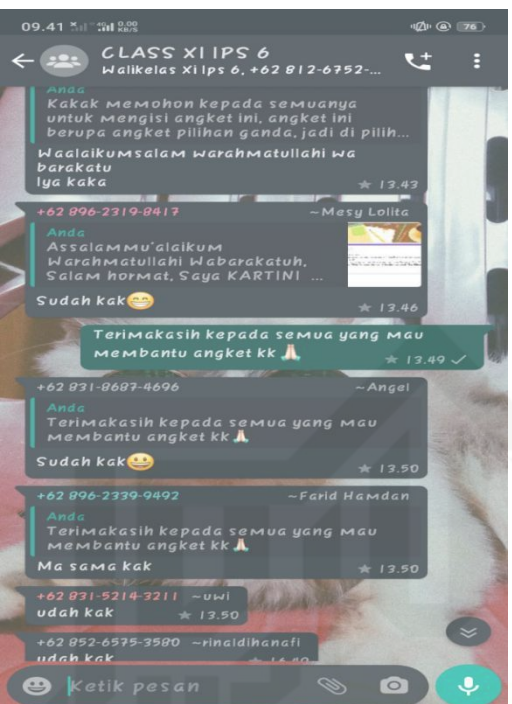 09.41 4G 0.00 KB/S 76
CLASS XI IPS 6
Walikelas Xi Ips 6, +62 812-6752-...
Anda
Kakak memohon kepada semuanya
untuk mengisi angket ini, angket ini
berupa angket pilihan ganda, jadi di pilih...
Waalaikumsalam warahmatullahi wa
barakatu
Iya kaka
13.43
+62 896-2319-8417 ~Mesy Lolita
Anda
Assalammu'alaikum
Warahmatullahi Wabarakatuh,
Salam hormat, Saya KARTINI ...
Sudah kak😁
13.46
Terimakasih kepada semua yang mau
membantu angket kk 🙏🏻
13.49
+62 831-8687-4696 ~Angel
Anda
Terimakasih kepada semua yang mau
membantu angket kk 🙏🏻
Sudah kak😀
13.50
+62 896-2339-9492 ~Farid Hamdan
Anda
Terimakasih kepada semua yang mau
membantu angket kk 🙏🏻
Ma sama kak
13.50
+62 831-5214-3211 ~uwi
udah kak 13.50
+62 852-6575-3580 ~rinaldihanafi
udah kak
Ketik pesan